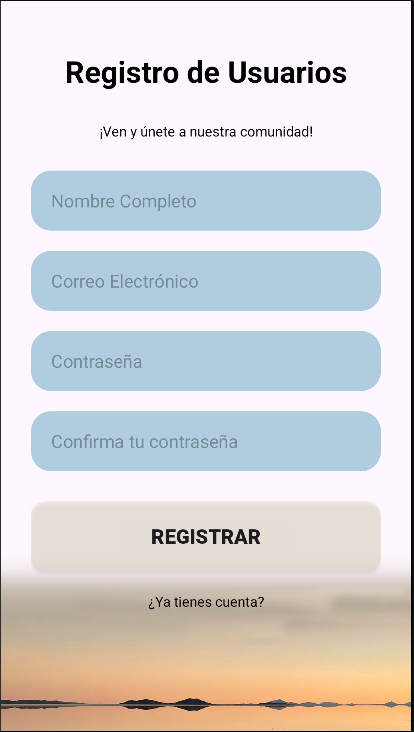 Registro de Usuarios
¡Ven y únete a nuestra comunidad!
Nombre Completo
Correo Electrónico
Contraseña
Confirma tu contraseña
REGISTRAR
¿Ya tienes cuenta?